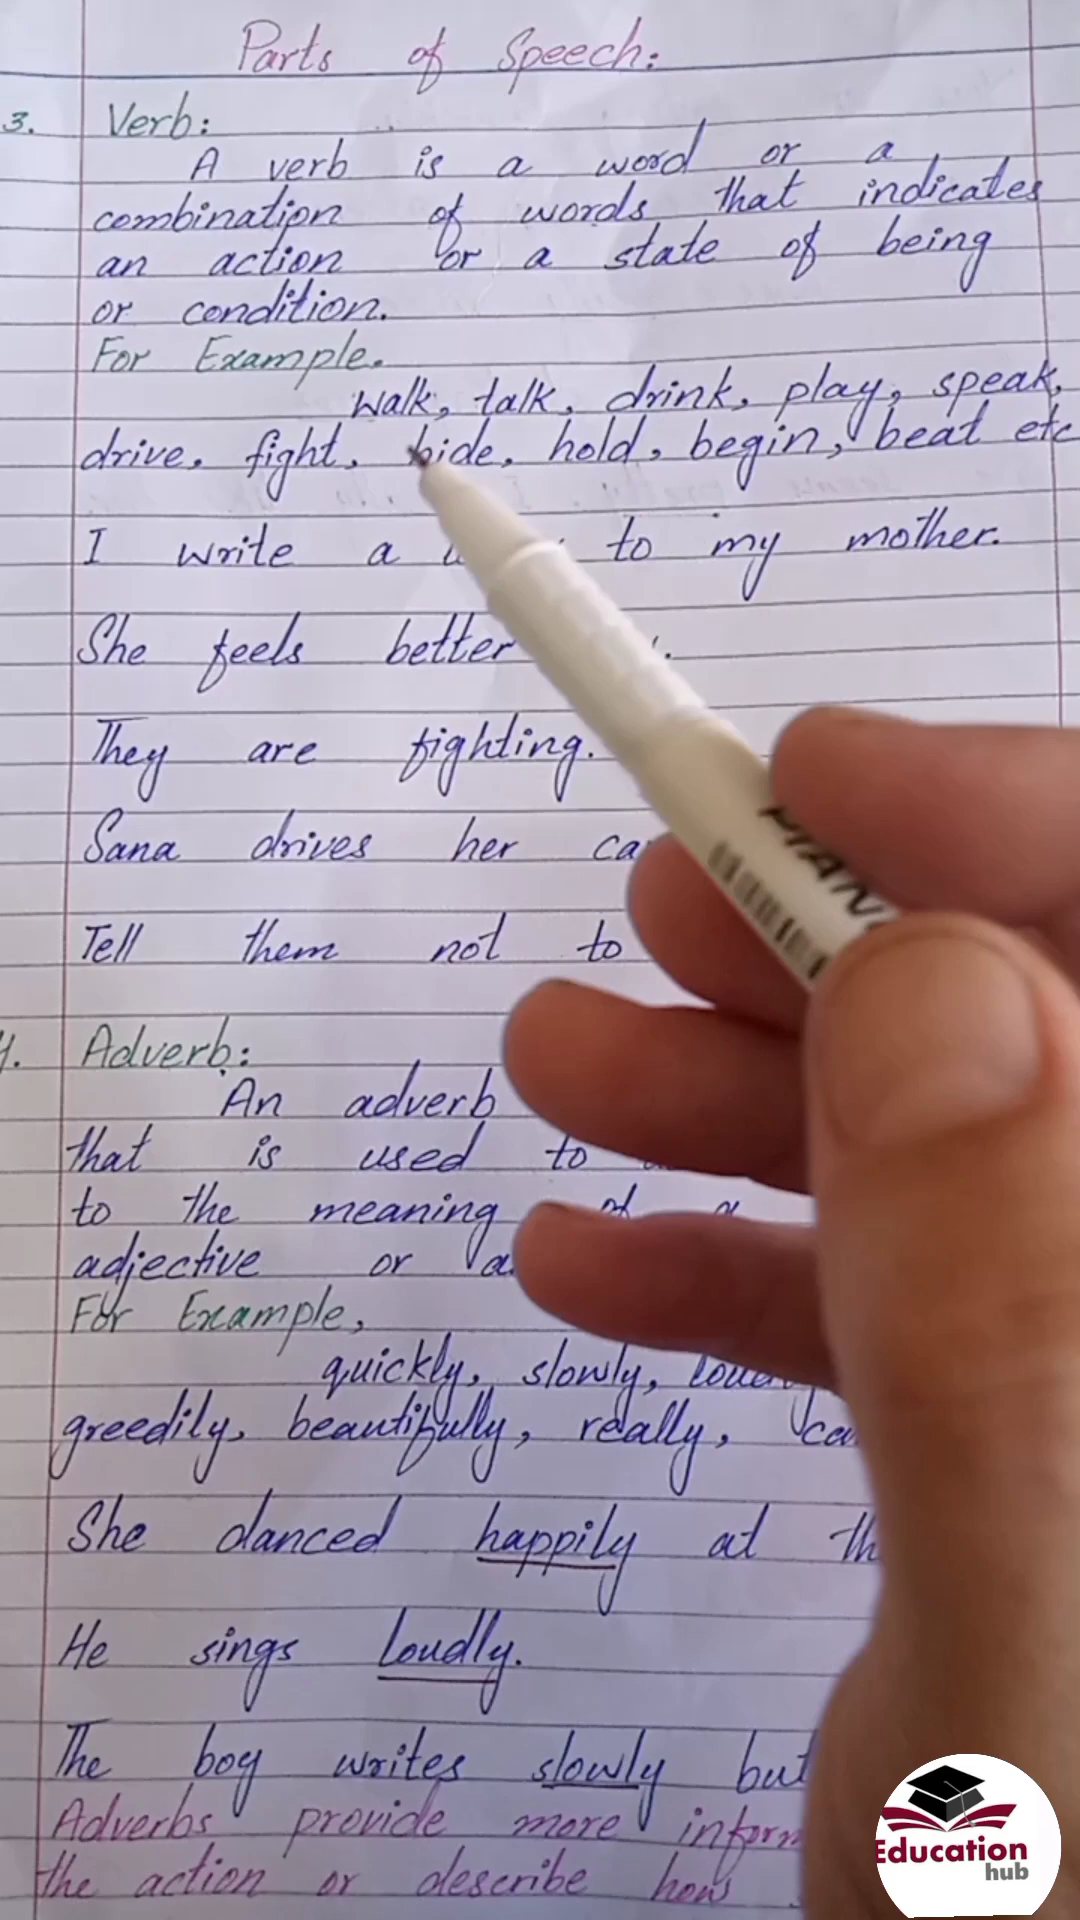 Parts of Speech:
3. Verb:
A verb is a word or a
combination of words that indicates
an action or a state of being
or condition.
For Example.
walk, talk, drink, play, speak,
drive, fight, hide, hold, begin, beat etc
I write a to my mother.
She feels better
They are fighting.
Sana drives her
Tell them not to
4. Adverb:
An adverb
that is used to
to the meaning of a
adjective or
For Example,
quickly, slowly,
greedily, beautifully, really,
She danced happily at
He sings loudly.
The boy writes slowly but
Adverbs provide more
the action or describe how
Education
hub